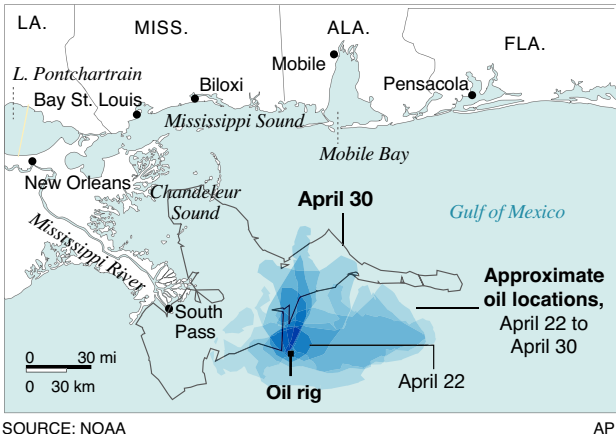 LA.
MISS.
ALA.
FLA.
Mobile
L. Pontchartrain
Biloxi
Pensacola
Bay St. Louis
Mississippi Sound
Mobile Bay
New Orleans
Chandeleur
Sound
April 30
Gulf of Mexico
Mississippi River
Approximate
oil locations,
April 22 to
April 30
South
Pass
0 30 mi
0 30 km
April 22
Oil rig
SOURCE: NOAA
AP